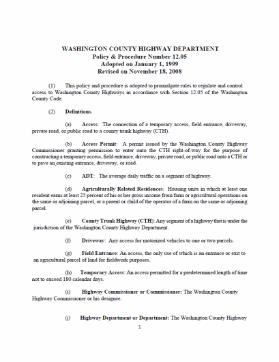 WASHINGTON COUNTY HIGHWAY DEPARTMENT
Policy & Procedure Number 12.05
Adopted on January 1, 1999
Revised on November 18, 2008
(1) This policy and procedure is adopted to promulgate rules to regulate and control
access to Washington County Highways in accordance with Section 12.05 of the Washington
County Code.
(2) Definitions.
(a) Access: The connection of a temporary access, field entrance, driveway,
private road, or public road to a county trunk highway (CTH).
(b) Access Permit: A permit issued by the Washington County Highway
Commissioner granting permission to enter onto the CTH right-of-way for the purpose of
constructing a temporary access, field entrance, driveway, private road, or public road onto a CTH or
to pave an existing entrance, driveway, or road.
(c) ADT: The average daily traffic on a segment of highway.
(d) Agriculturally Related Residences: Housing units in which at least one
resident earns at least 25 percent of his or her gross income from farm or agricultural operations on
the same or adjoining parcel, or a parent or child of the operator of a farm on the same or adjoining
parcel.
(e) County Trunk Highway (CTH): Any segment of a highway that is under the
jurisdiction of the Washington County Highway Department.
(f) Driveway: Any access for motorized vehicles to one or two parcels.
(g) Field Entrance: An access, the only use of which is an entrance or exit to
an agricultural parcel of land for fieldwork purposes.
(h) Temporary Access: An access permitted for a predetermined length of time
not to exceed 180 calendar days.
(i) Highway Commissioner or Commissioner: The Washington County
Highway Commissioner or his designee.
(j) Highway Department or Department: The Washington County Highway
1